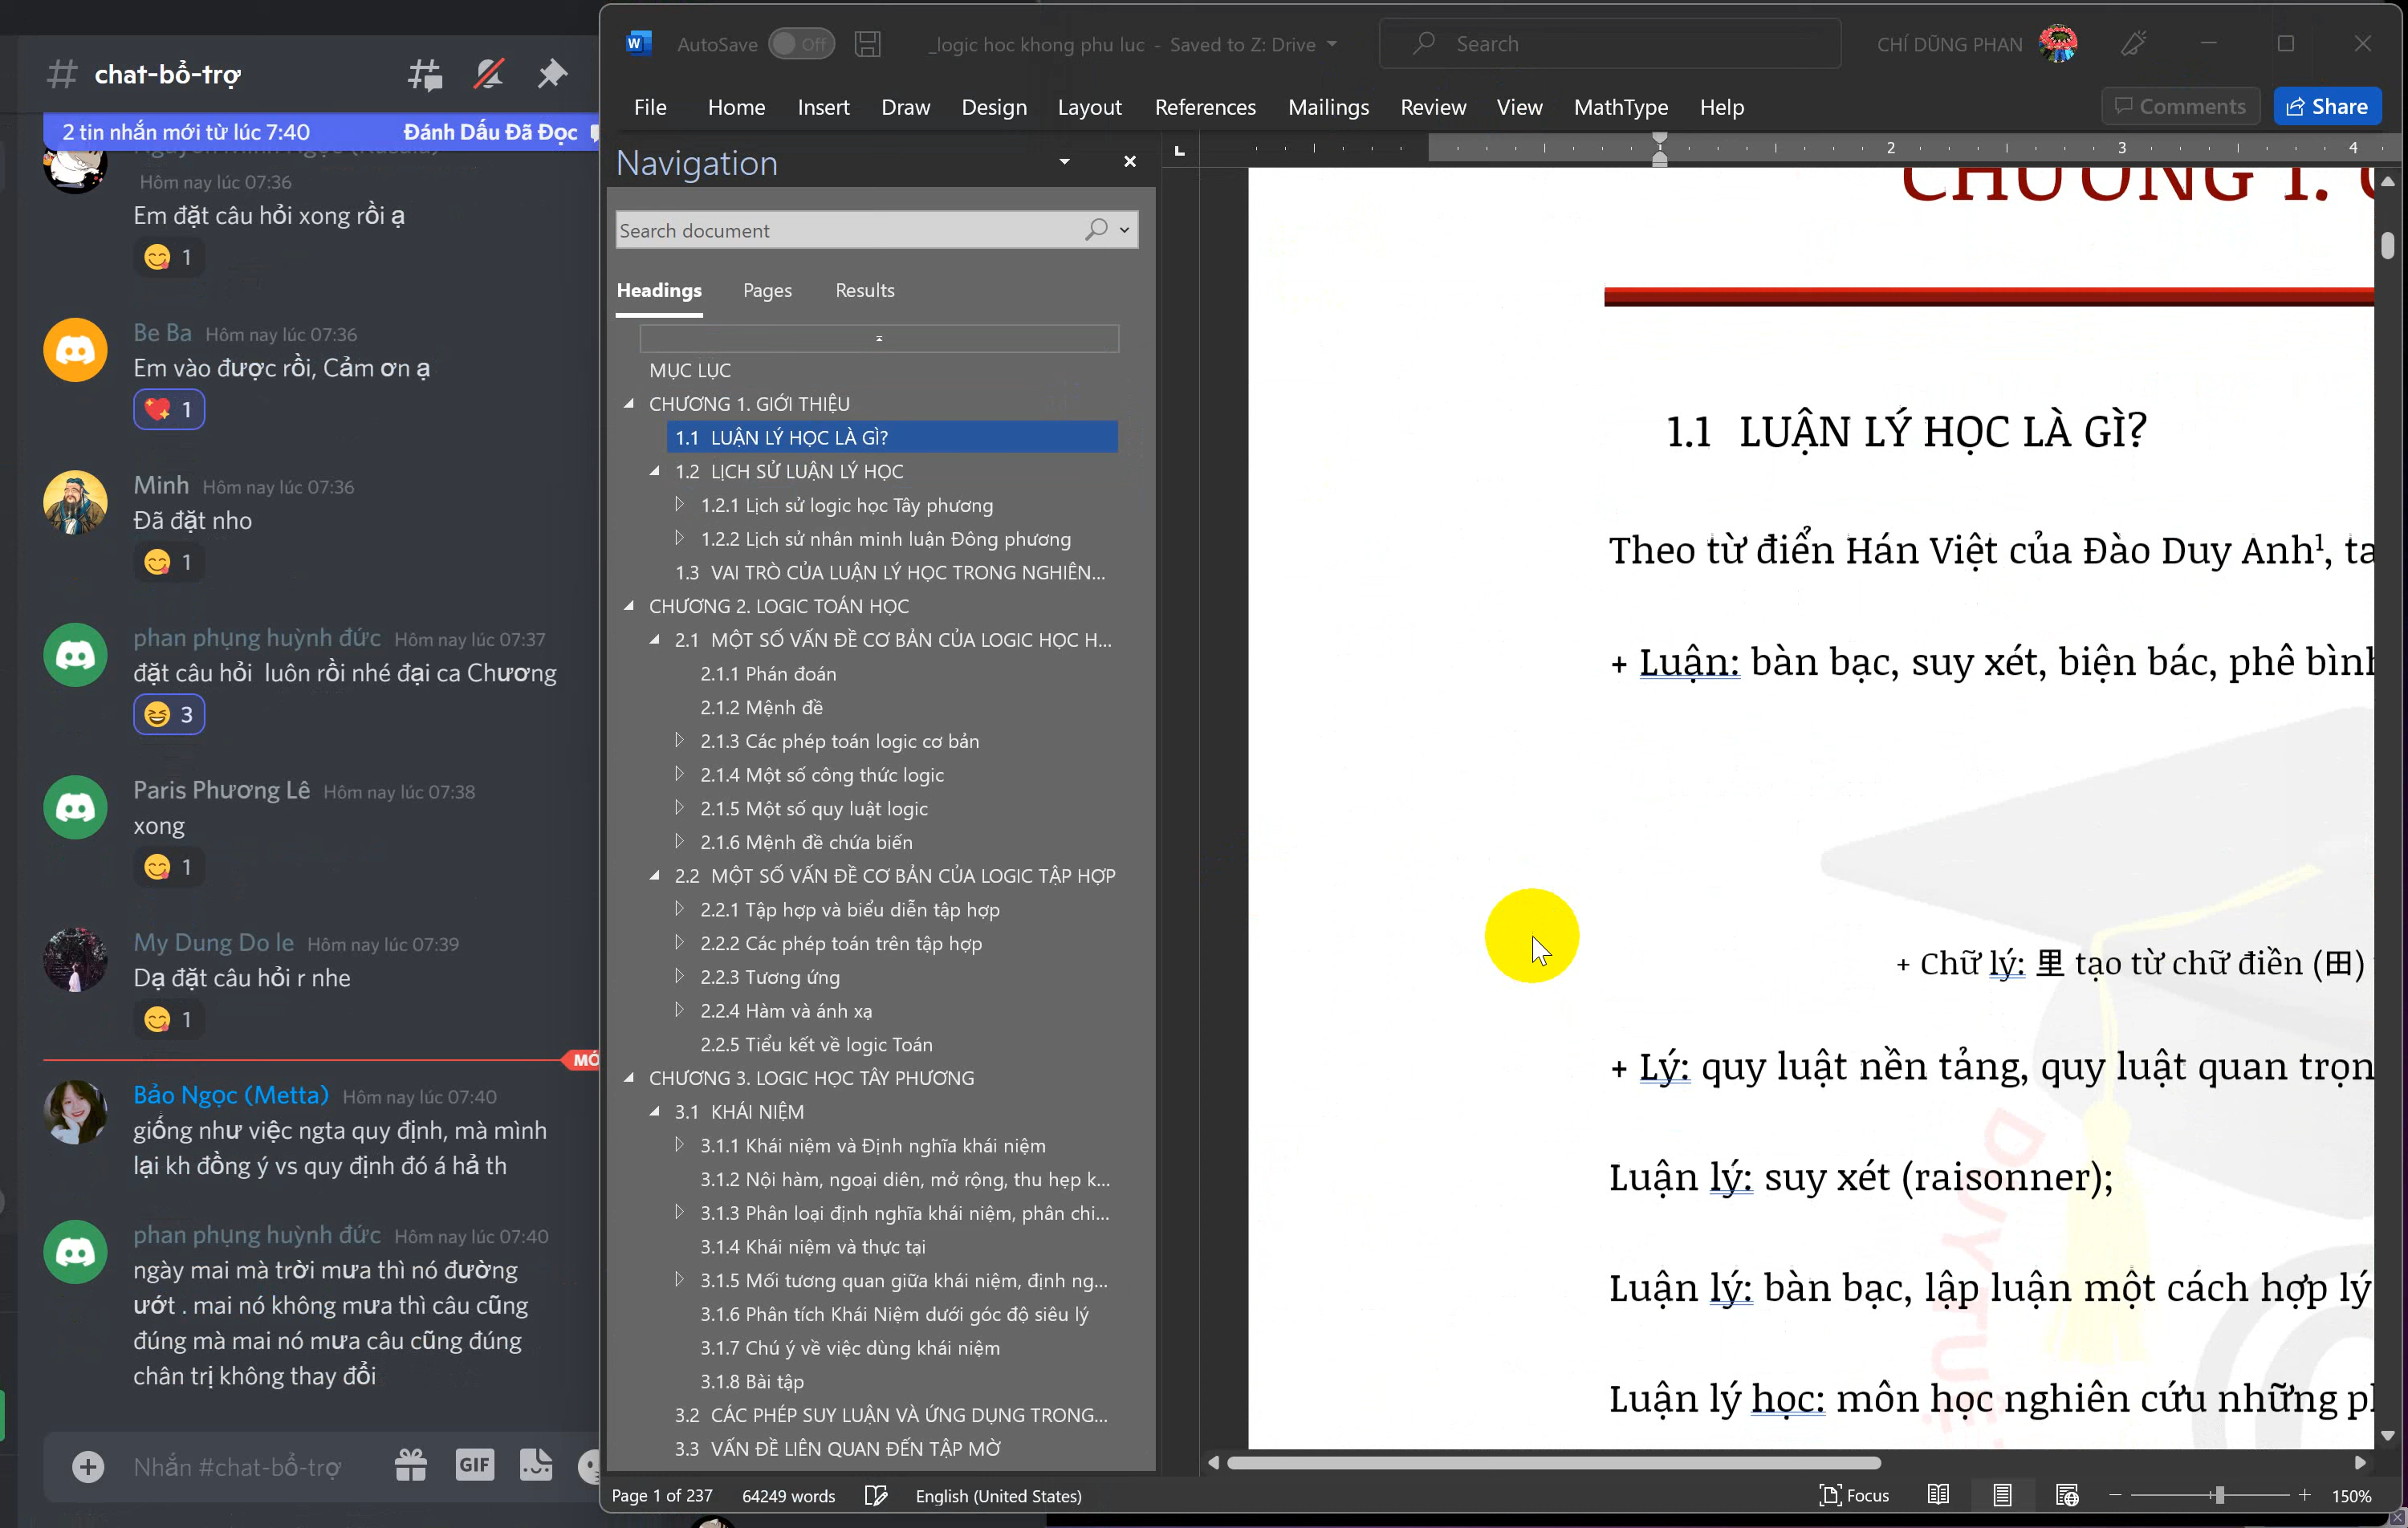 chat-bổ-trợ
2 tin nhắn mới từ lúc 7:40 Đánh Dấu Đã Đọc
Hôm nay lúc 07:36
Em đặt câu hỏi xong rồi ạ
1
Be Ba Hôm nay lúc 07:36
Em vào được rồi, Cảm ơn ạ
1
Minh Hôm nay lúc 07:36
Đã đặt nho
1
phan phụng huỳnh đức Hôm nay lúc 07:37
đặt câu hỏi luôn rồi nhé đại ca Chương
3
Paris Phương Lê Hôm nay lúc 07:38
xong
1
My Dung Do le Hôm nay lúc 07:39
Dạ đặt câu hỏi r nhe
1
Bảo Ngọc (Metta) Hôm nay lúc 07:40
giống như việc ngta quy định, mà mình
lại kh đồng ý vs quy định đó á hả th
phan phụng huỳnh đức Hôm nay lúc 07:40
ngày mai mà trời mưa thì nó đường
ướt . mai nó không mưa thì câu cũng
đúng mà mai nó mưa câu cũng đúng
chân trị không thay đổi
Nhắn #chat-bổ-trợ
GIF
AutoSave Off _logic hoc khong phu luc - Saved to Z: Drive
Search
CHÍ DŨNG PHAN
File Home Insert Draw Design Layout References Mailings Review View MathType Help
Comments Share
Navigation
Search document
Headings Pages Results
MỤC LỤC
CHƯƠNG 1. GIỚI THIỆU
1.1 LUẬN LÝ HỌC LÀ GÌ?
1.2 LỊCH SỬ LUẬN LÝ HỌC
1.2.1 Lịch sử logic học Tây phương
1.2.2 Lịch sử nhân minh luận Đông phương
1.3 VAI TRÒ CỦA LUẬN LÝ HỌC TRONG NGHIÊN...
CHƯƠNG 2. LOGIC TOÁN HỌC
2.1 MỘT SỐ VẤN ĐỀ CƠ BẢN CỦA LOGIC HỌC H...
2.1.1 Phán đoán
2.1.2 Mệnh đề
2.1.3 Các phép toán logic cơ bản
2.1.4 Một số công thức logic
2.1.5 Một số quy luật logic
2.1.6 Mệnh đề chứa biến
2.2 MỘT SỐ VẤN ĐỀ CƠ BẢN CỦA LOGIC TẬP HỢP
2.2.1 Tập hợp và biểu diễn tập hợp
2.2.2 Các phép toán trên tập hợp
2.2.3 Tương ứng
2.2.4 Hàm và ánh xạ
2.2.5 Tiểu kết về logic Toán
CHƯƠNG 3. LOGIC HỌC TÂY PHƯƠNG
3.1 KHÁI NIỆM
3.1.1 Khái niệm và Định nghĩa khái niệm
3.1.2 Nội hàm, ngoại diên, mở rộng, thu hẹp k...
3.1.3 Phân loại định nghĩa khái niệm, phân chi...
3.1.4 Khái niệm và thực tại
3.1.5 Mối tương quan giữa khái niệm, định ng...
3.1.6 Phân tích Khái Niệm dưới góc độ siêu lý
3.1.7 Chú ý về việc dùng khái niệm
3.1.8 Bài tập
3.2 CÁC PHÉP SUY LUẬN VÀ ỨNG DỤNG TRONG...
3.3 VẤN ĐỀ LIÊN QUAN ĐẾN TẬP MỜ
2 3 4
CHƯƠNG 1.
1.1 LUẬN LÝ HỌC LÀ GÌ?
Theo từ điển Hán Việt của Đào Duy Anh¹, ta
+ Luận: bàn bạc, suy xét, biện bác, phê bình
+ Chữ lý: 里 tạo từ chữ điền (田)
+ Lý: quy luật nền tảng, quy luật quan trọn
Luận lý: suy xét (raisonner);
Luận lý: bàn bạc, lập luận một cách hợp lý
Luận lý học: môn học nghiên cứu những
DUY TUỆ
Page 1 of 237 64249 words English (United States)
Focus 150%